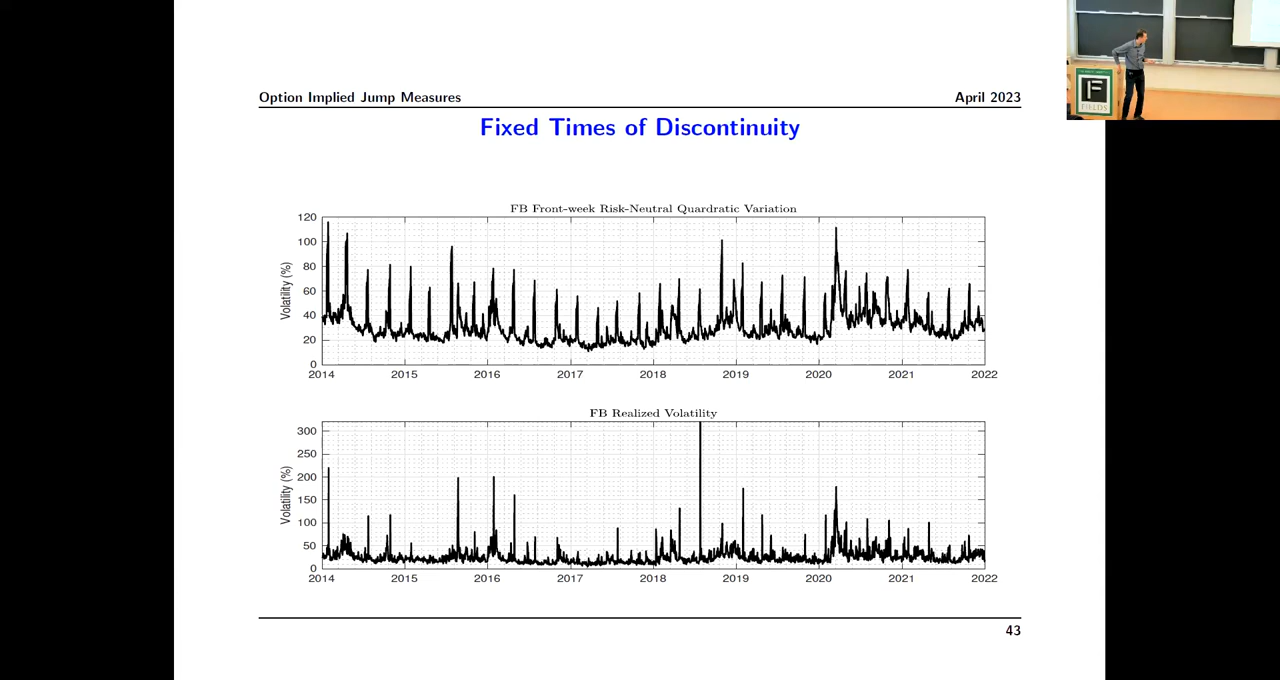 Option Implied Jump Measures April 2023
Fixed Times of Discontinuity
FB Front-week Risk-Neutral Quardratic Variation
Volatility (%)
120
100
80
60
40
20
0
2014 2015 2016 2017 2018 2019 2020 2021 2022
FB Realized Volatility
Volatility (%)
300
250
200
150
100
50
0
2014 2015 2016 2017 2018 2019 2020 2021 2022
43
F
FIELDS